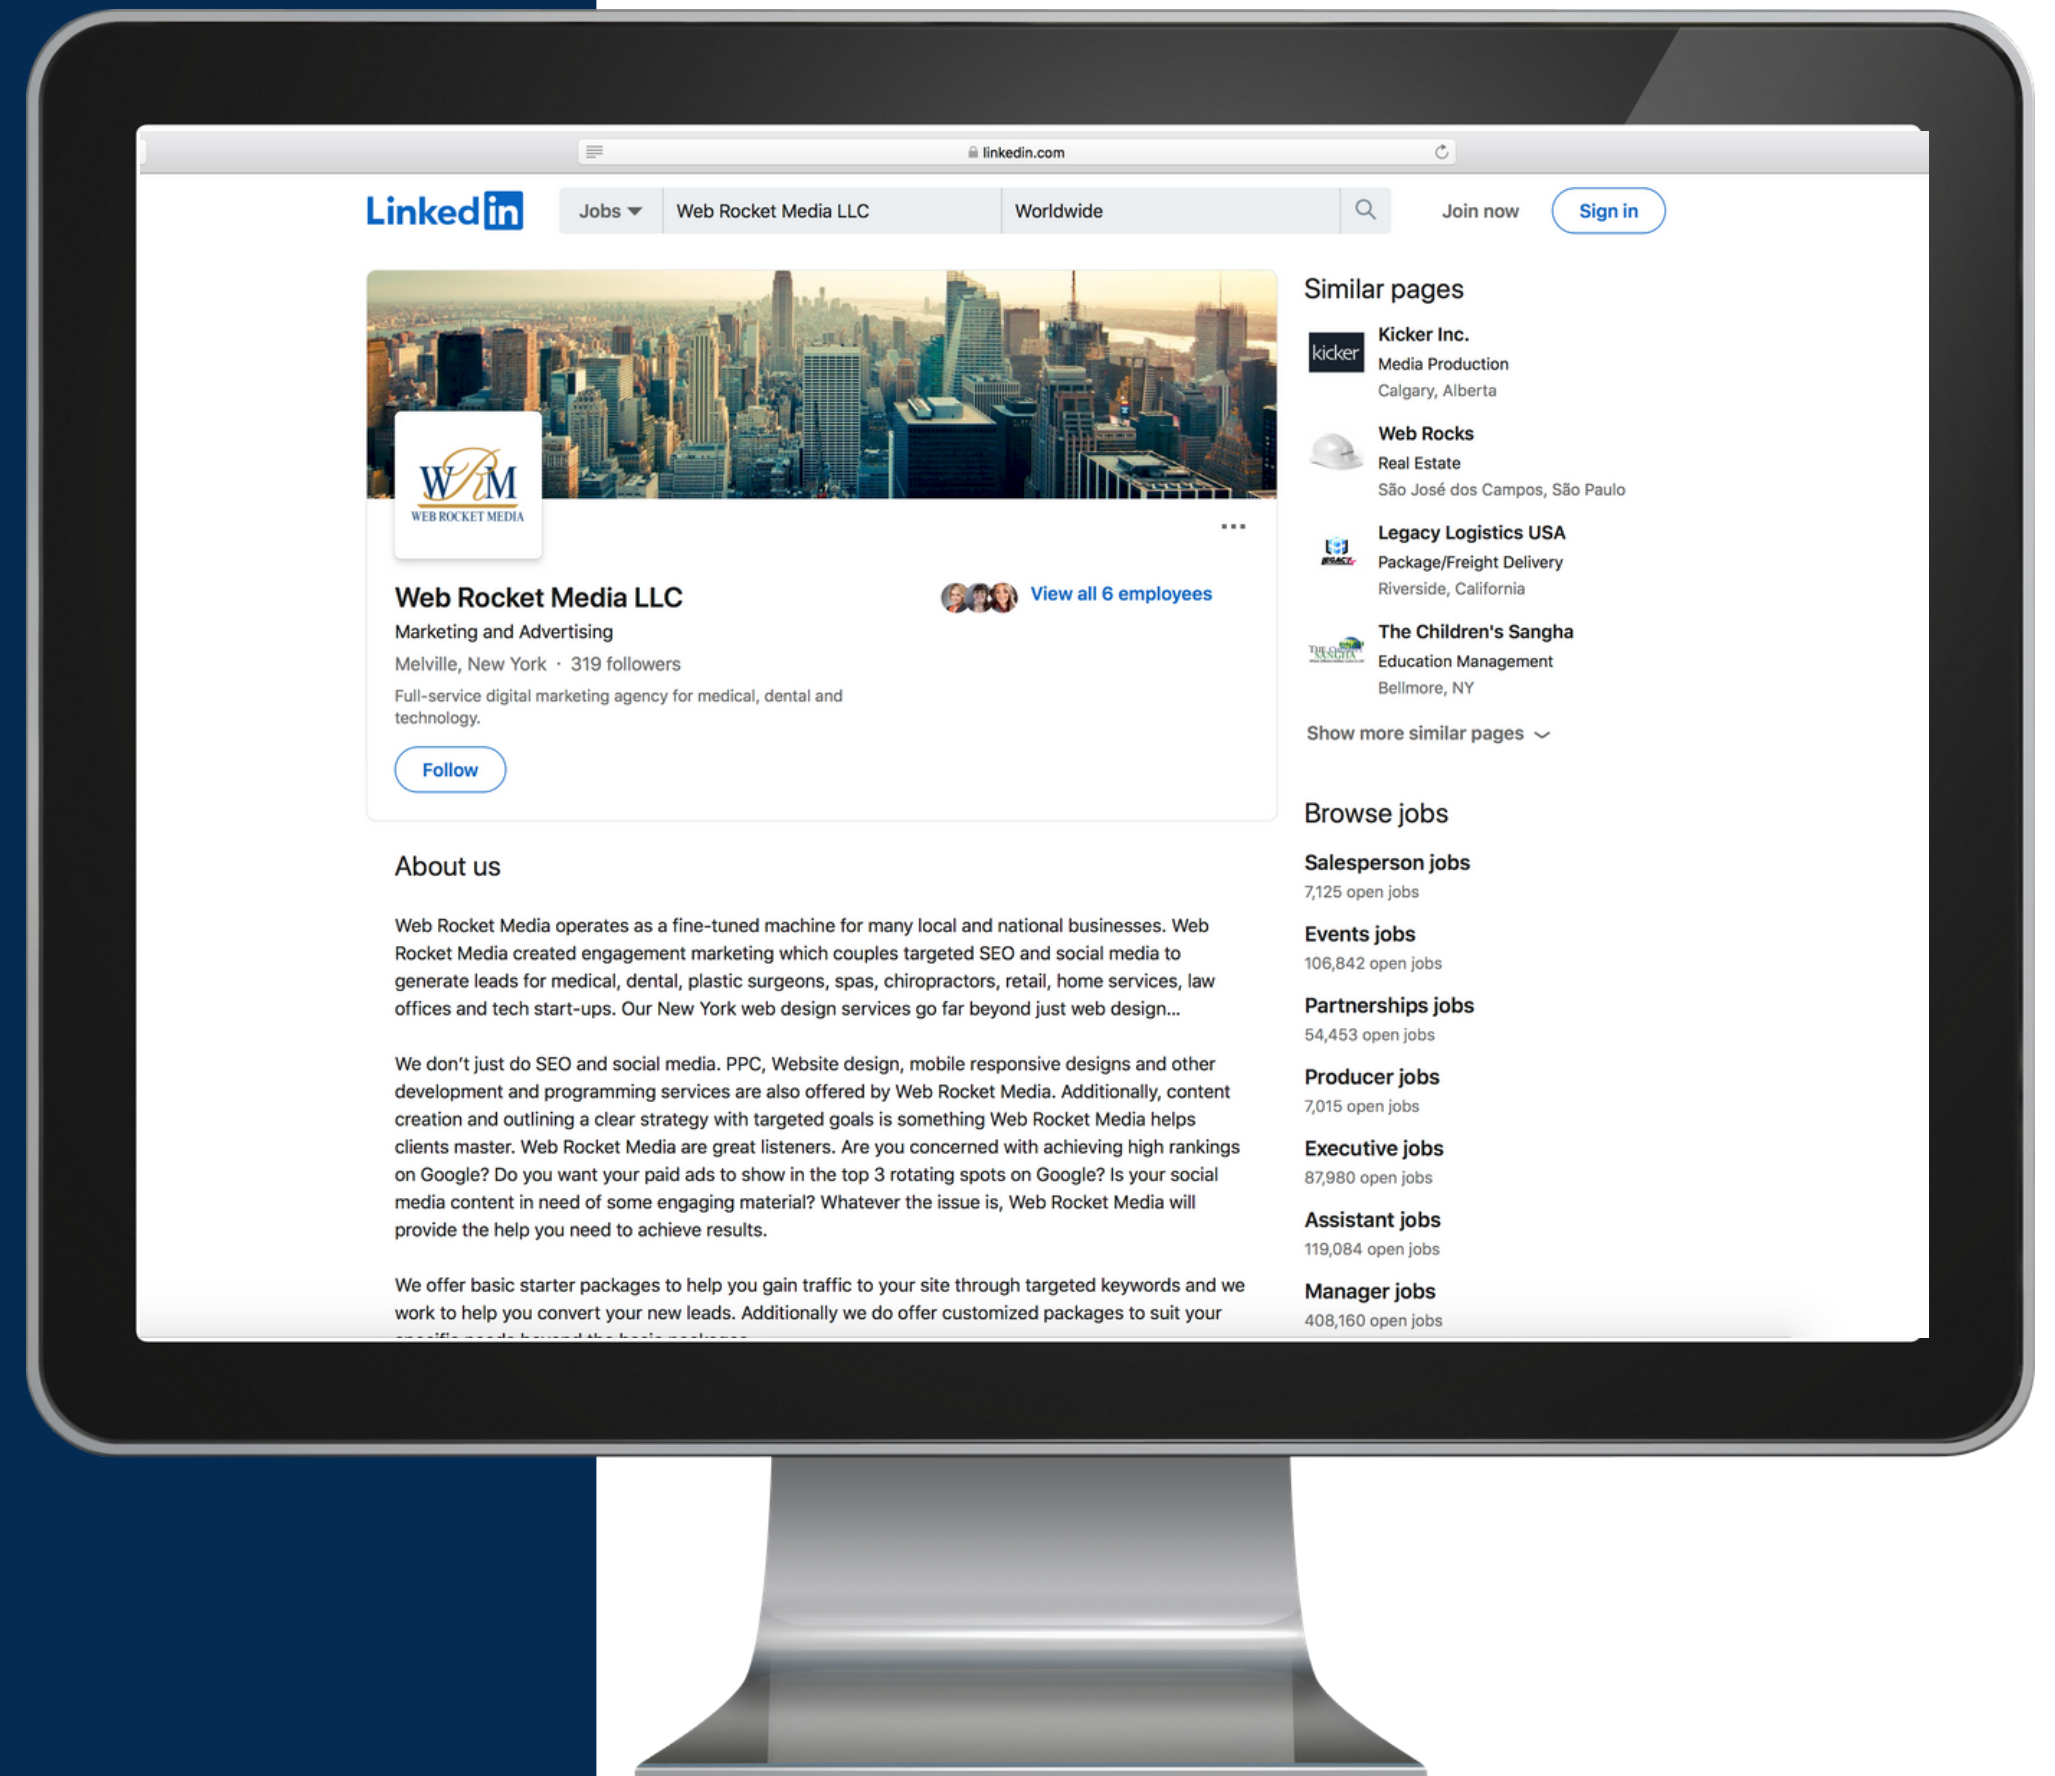 linkedin.com
Linked in
Jobs
Web Rocket Media LLC
Worldwide
Join now
Sign in
WRM
WEB ROCKET MEDIA
Web Rocket Media LLC
View all 6 employees
Marketing and Advertising
Melville, New York · 319 followers
Full-service digital marketing agency for medical, dental and
technology.
Follow
About us
Web Rocket Media operates as a fine-tuned machine for many local and national businesses. Web
Rocket Media created engagement marketing which couples targeted SEO and social media to
generate leads for medical, dental, plastic surgeons, spas, chiropractors, retail, home services, law
offices and tech start-ups. Our New York web design services go far beyond just web design...
We don't just do SEO and social media. PPC, Website design, mobile responsive designs and other
development and programming services are also offered by Web Rocket Media. Additionally, content
creation and outlining a clear strategy with targeted goals is something Web Rocket Media helps
clients master. Web Rocket Media are great listeners. Are you concerned with achieving high rankings
on Google? Do you want your paid ads to show in the top 3 rotating spots on Google? Is your social
media content in need of some engaging material? Whatever the issue is, Web Rocket Media will
provide the help you need to achieve results.
We offer basic starter packages to help you gain traffic to your site through targeted keywords and we
work to help you convert your new leads. Additionally we do offer customized packages to suit your
Similar pages
kicker
Kicker Inc.
Media Production
Calgary, Alberta
Web Rocks
Real Estate
São José dos Campos, São Paulo
LEGACY
Legacy Logistics USA
Package/Freight Delivery
Riverside, California
The Children's Sangha
Education Management
Bellmore, NY
Show more similar pages
Browse jobs
Salesperson jobs
7,125 open jobs
Events jobs
106,842 open jobs
Partnerships jobs
54,453 open jobs
Producer jobs
7,015 open jobs
Executive jobs
87,980 open jobs
Assistant jobs
119,084 open jobs
Manager jobs
408,160 open jobs